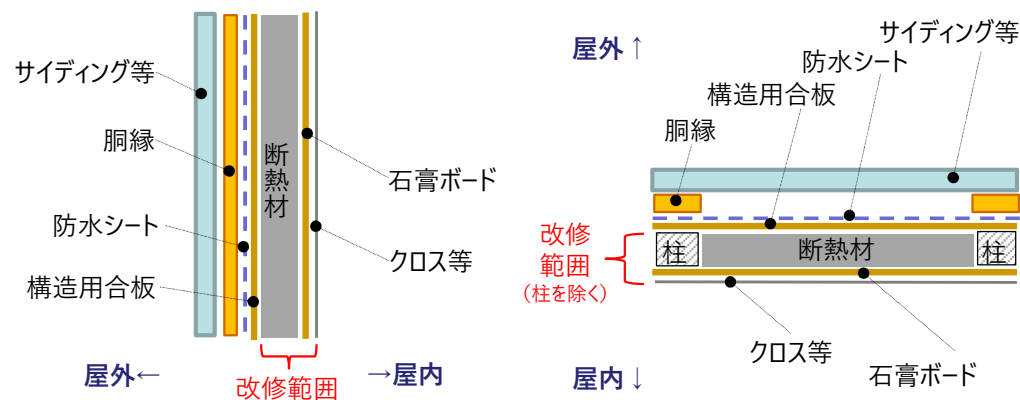 サイディング等
胴縁
防水シート
構造用合板
断熱材
石膏ボード
クロス等
屋外←
改修範囲
→屋内
屋外↑
サイディング等
防水シート
構造用合板
胴縁
改修
範囲
（柱を除く）
柱
断熱材
柱
クロス等
石膏ボード
屋内↓